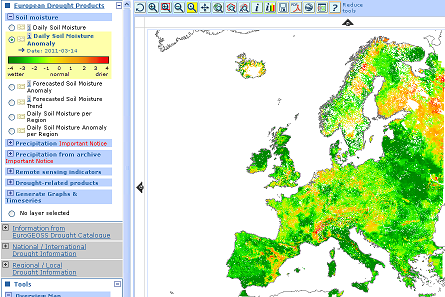 European Drought Products
Soil moisture
Daily Soil Moisture
Daily Soil Moisture
Anomaly
Date: 2011-03-14
-4 -3 -2 -1 0 1 2 3 4
wetter normal drier
Forecasted Soil Moisture
Anomaly
Forecasted Soil Moisture
Trend
Daily Soil Moisture per
Region
Daily Soil Moisture Anomaly
per Region
Precipitation Important Notice
Precipitation from archive
Important Notice
Remote sensing indicators
Drought-related products
Generate Graphs &
Timeseries
No layer selected
Information from
EuroGEOSS Drought Catalogue
National / International
Drought Information
Regional / Local
Drought Information
Tools
Overview Map
Reduce
tools